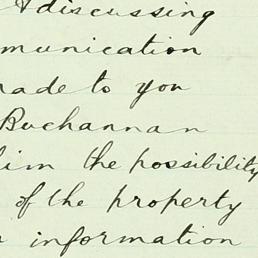 discussing
munication
made to you
Buchannan
him the possibility
of the property
information